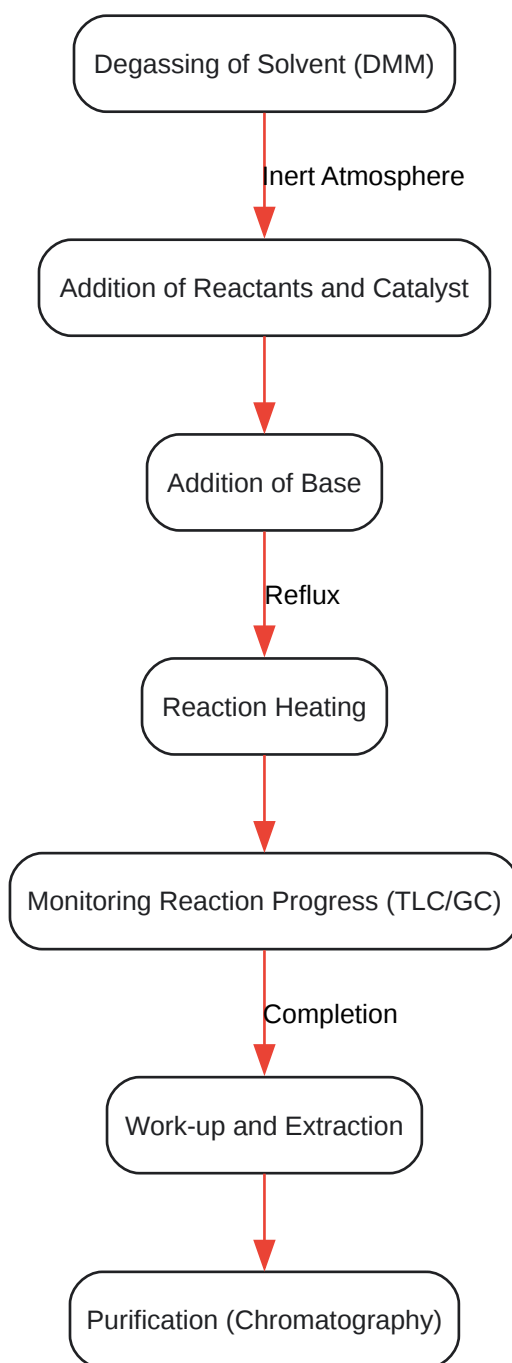 Degassing of Solvent (DMM)
Inert Atmosphere
Addition of Reactants and Catalyst
Addition of Base
Reflux
Reaction Heating
Monitoring Reaction Progress (TLC/GC)
Completion
Work-up and Extraction
Purification (Chromatography)